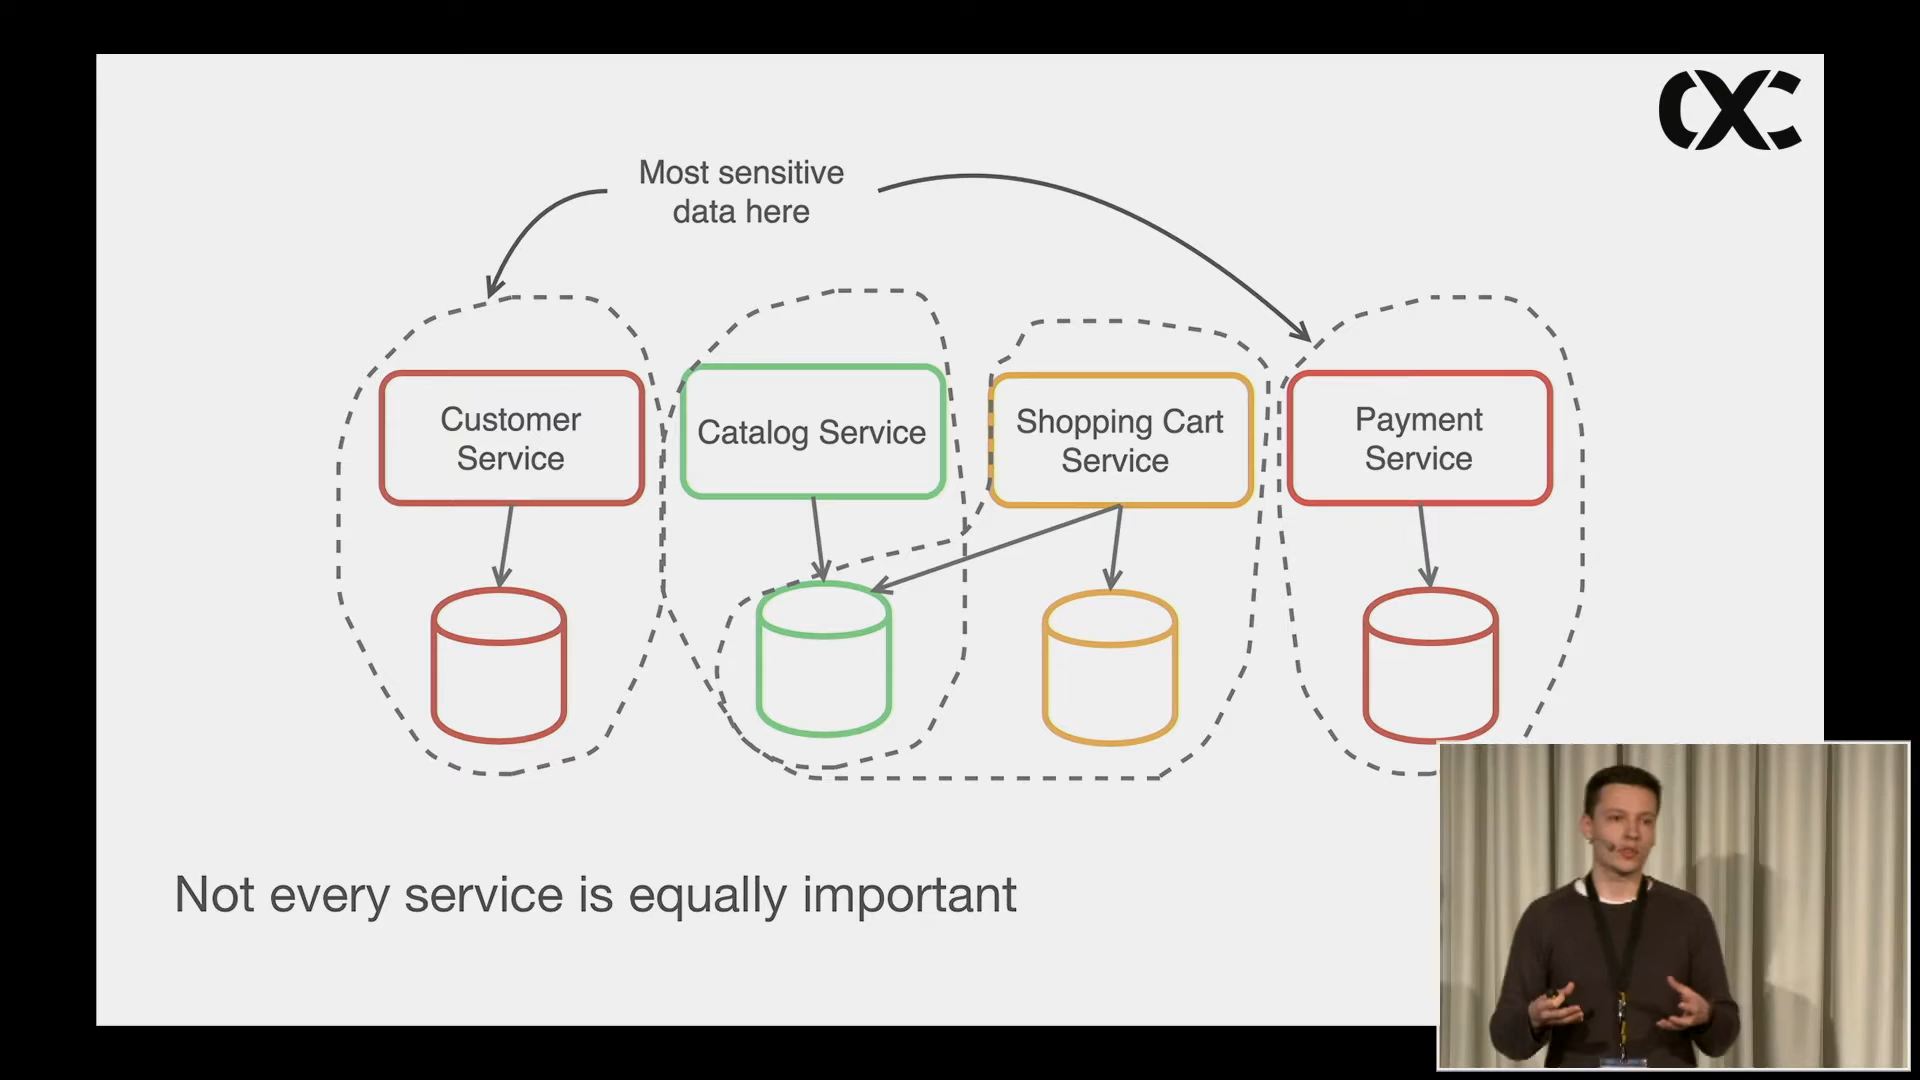 Most sensitive
data here
Customer
Service
Catalog Service
Shopping Cart
Service
Payment
Service
Not every service is equally important